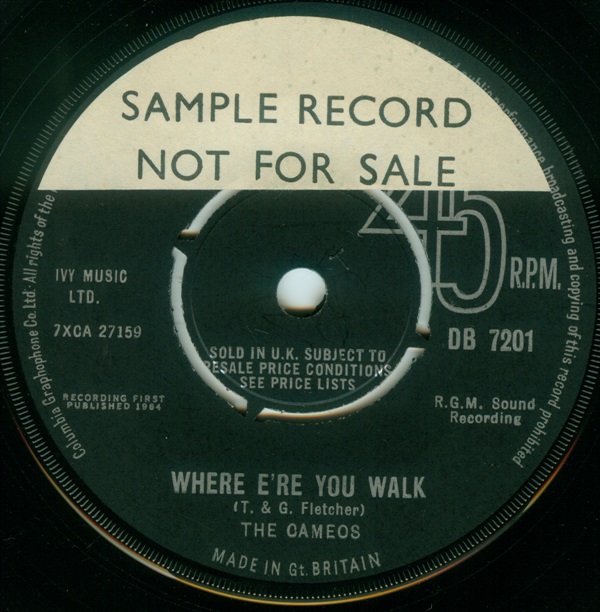 SAMPLE RECORD
NOT FOR SALE
Columbia Graphophone Co. Ltd. All rights of the
public performance broadcasting and copying of this record prohibited
45
R.P.M.
IVY MUSIC
LTD.
7XCA 27159
DB 7201
SOLD IN U.K. SUBJECT TO
RESALE PRICE CONDITIONS
SEE PRICE LISTS
RECORDING FIRST
PUBLISHED 1964
R.G.M. Sound
Recording
WHERE E'RE YOU WALK
(T. & G. Fletcher)
THE CAMEOS
MADE IN Gt. BRITAIN